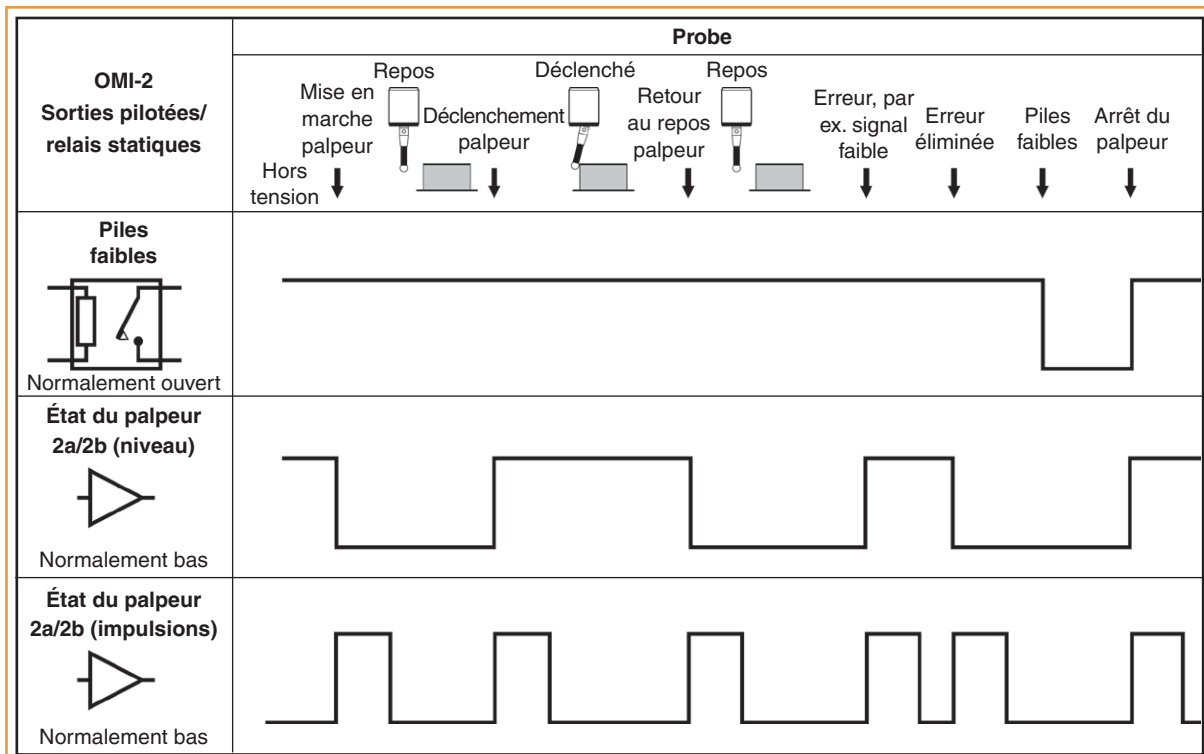 OMI-2
Sorties pilotées/
relais statiques
Probe
Hors
tension
Mise en
marche
palpeur
Repos
Déclenchement
palpeur
Déclenché
Retour
au repos
palpeur
Repos
Erreur, par
ex. signal
faible
Erreur
éliminée
Piles
faibles
Arrêt du
palpeur
Piles
faibles
Normalement ouvert
État du palpeur
2a/2b (niveau)
Normalement bas
État du palpeur
2a/2b (impulsions)
Normalement bas